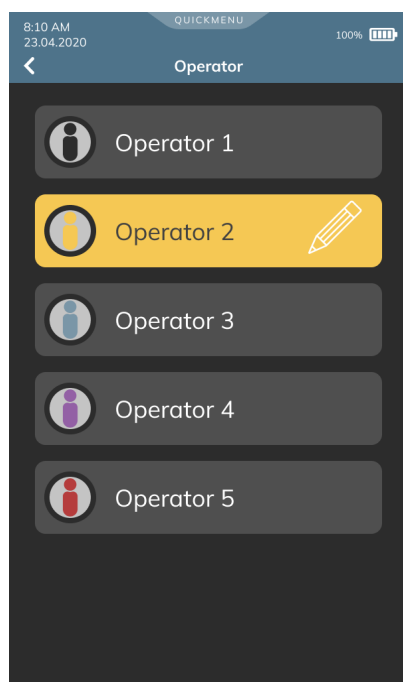 8:10 AM
QUICKMENU
100%
23.04.2020
Operator
Operator 1
Operator 2
Operator 3
Operator 4
Operator 5